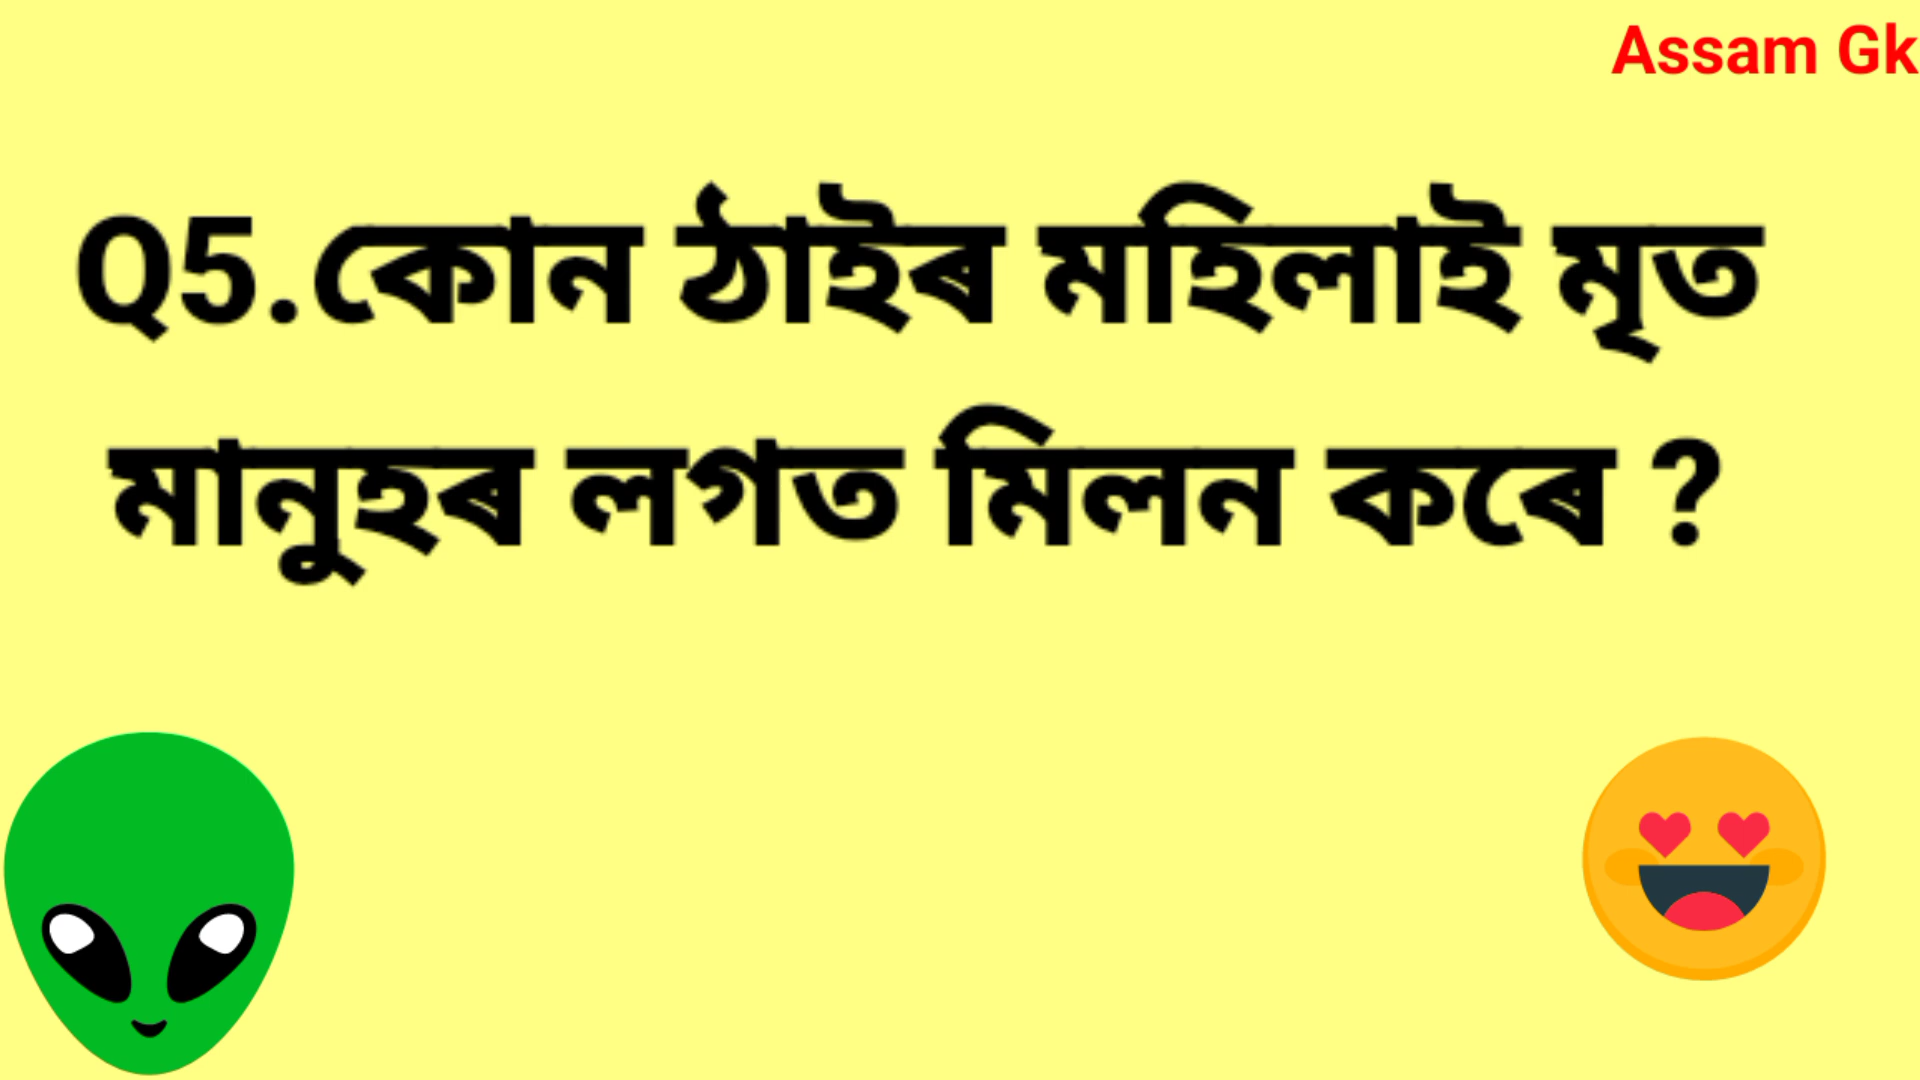 Assam Gk
Q5.কোন ঠাইৰ মহিলাই মৃত
মানুহৰ লগত মিলন কৰে ?